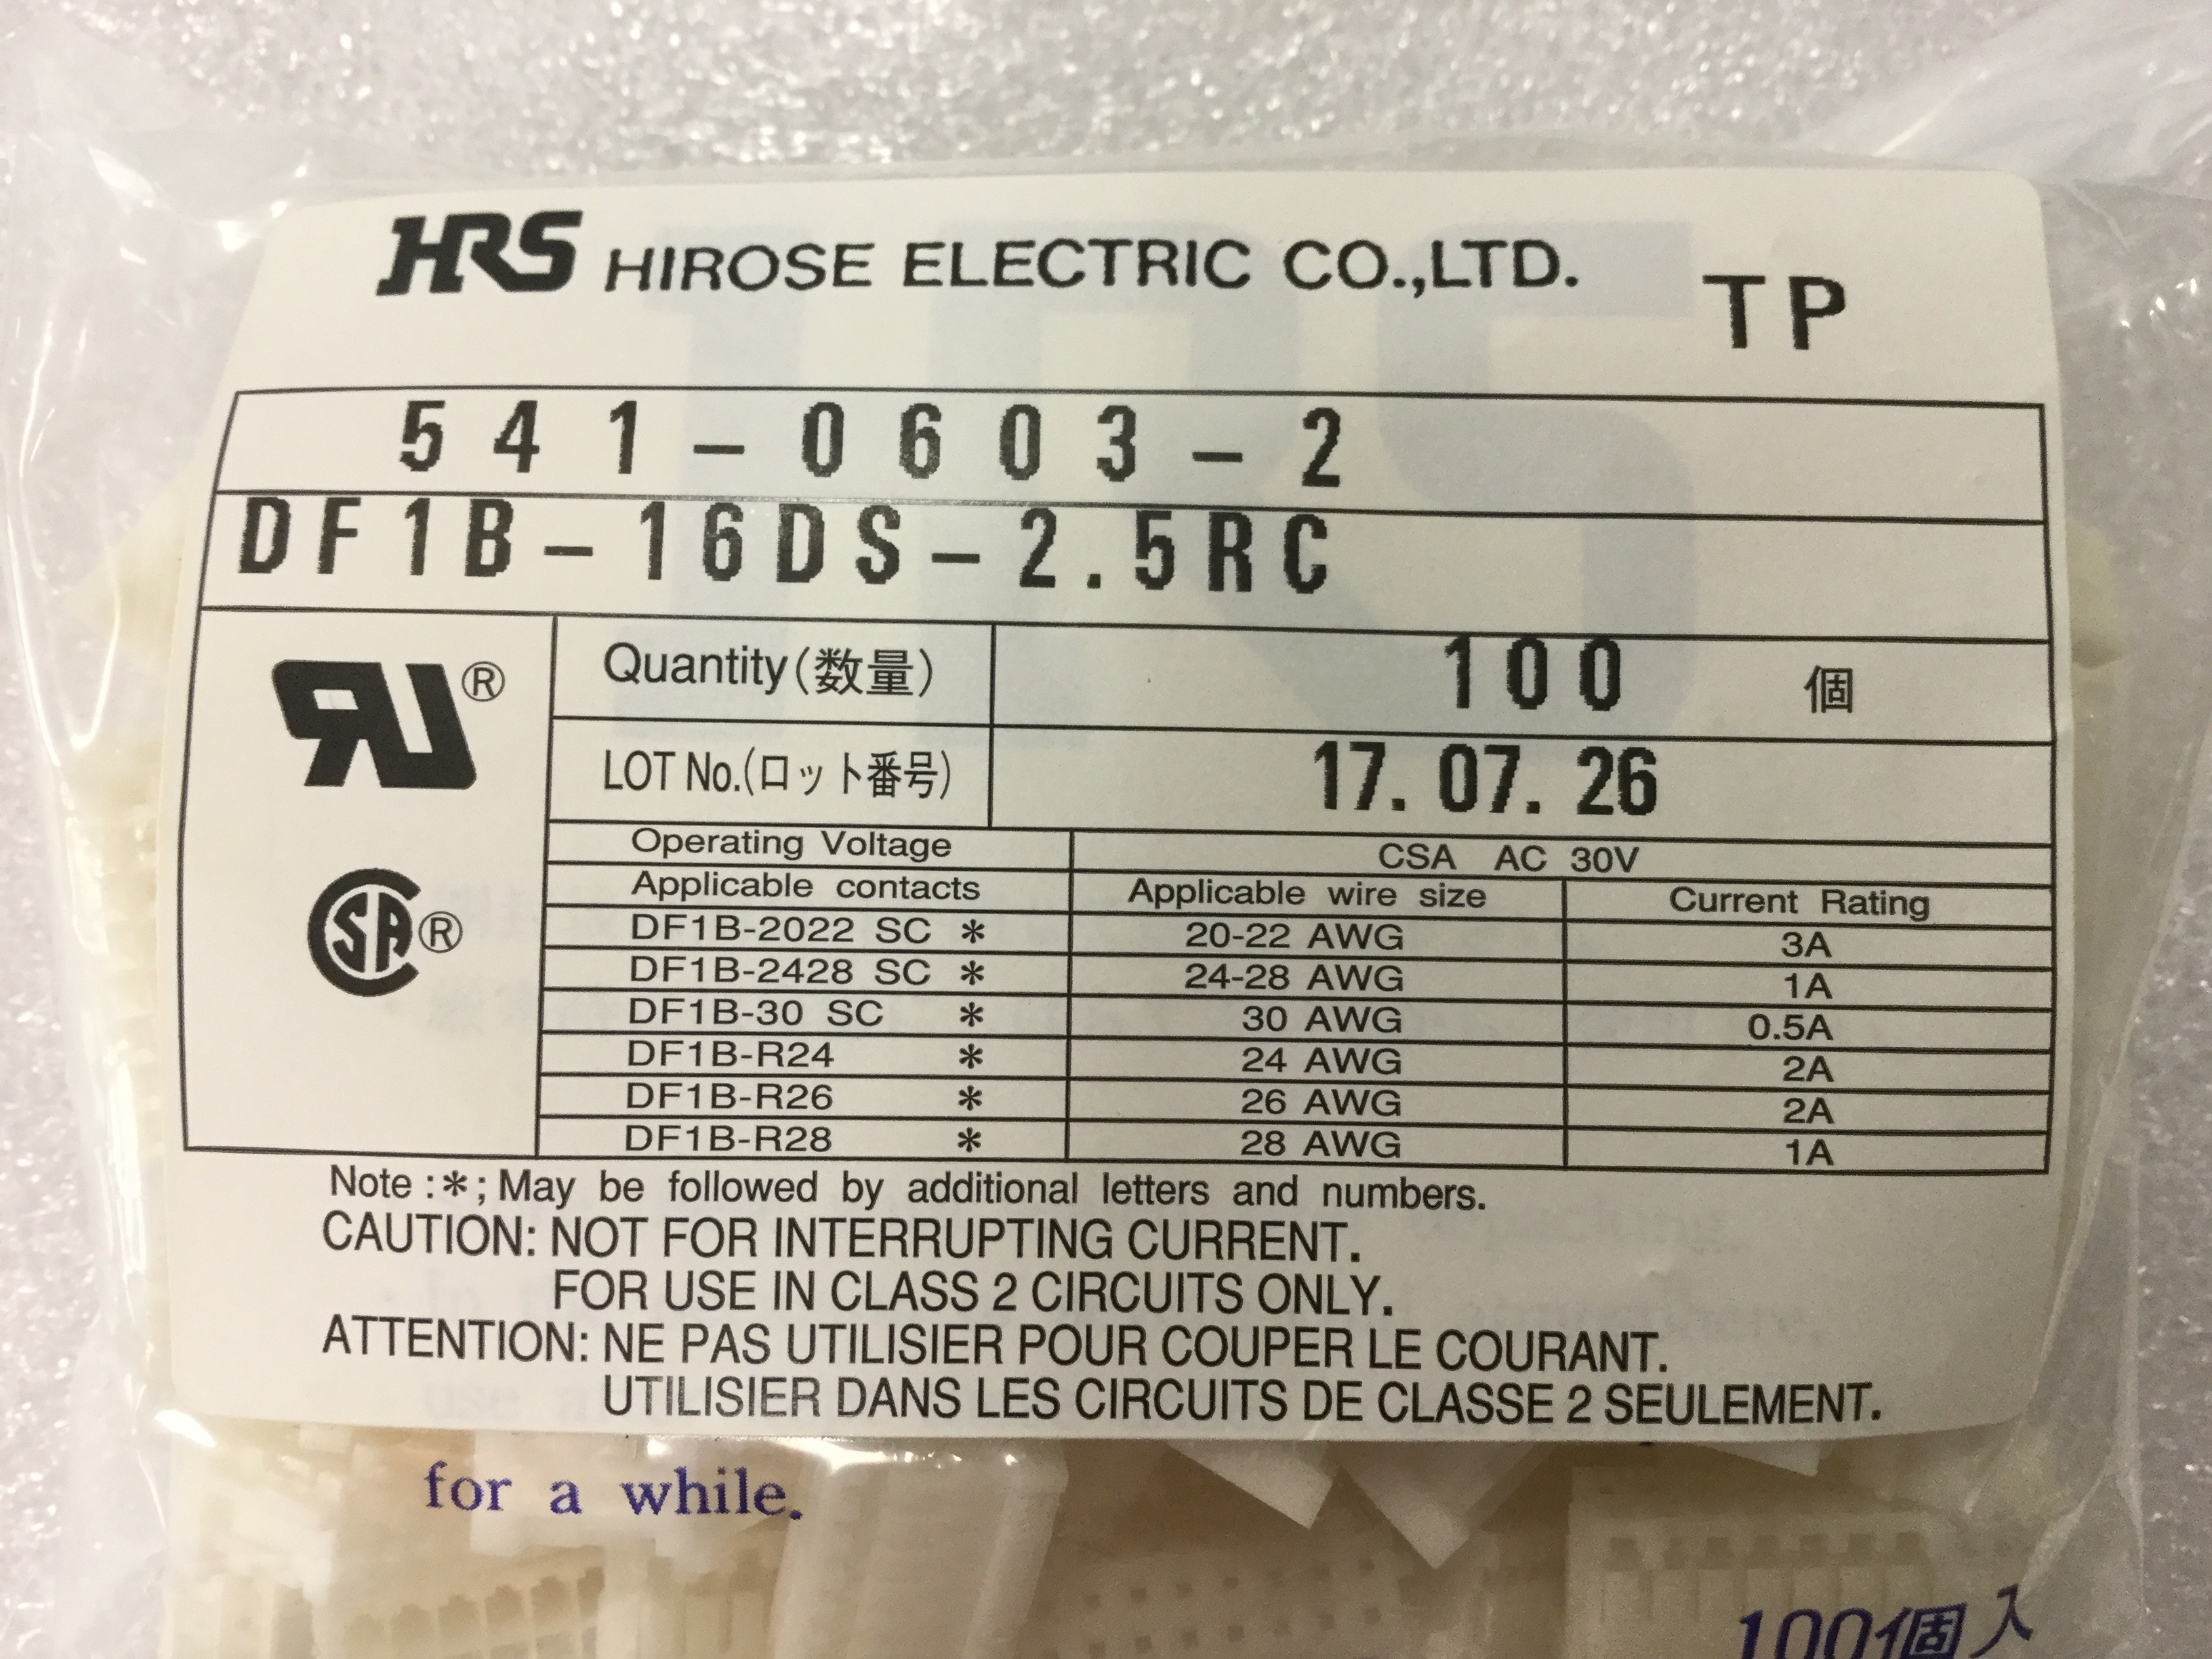 HRS HIROSE ELECTRIC CO.,LTD. TP
541-0603-2
DF1B-16DS-2.5RC
RU®
Quantity(数量) 100 個
LOT No.(ロット番号) 17. 07. 26
CSA®
Operating Voltage CSA AC 30V
Applicable contacts Applicable wire size Current Rating
DF1B-2022 SC * 20-22 AWG 3A
DF1B-2428 SC * 24-28 AWG 1A
DF1B-30 SC * 30 AWG 0.5A
DF1B-R24 * 24 AWG 2A
DF1B-R26 * 26 AWG 2A
DF1B-R28 * 28 AWG 1A
Note :*; May be followed by additional letters and numbers.
CAUTION: NOT FOR INTERRUPTING CURRENT.
FOR USE IN CLASS 2 CIRCUITS ONLY.
ATTENTION: NE PAS UTILISIER POUR COUPER LE COURANT.
UTILISIER DANS LES CIRCUITS DE CLASSE 2 SEULEMENT.
for a while.
100個入